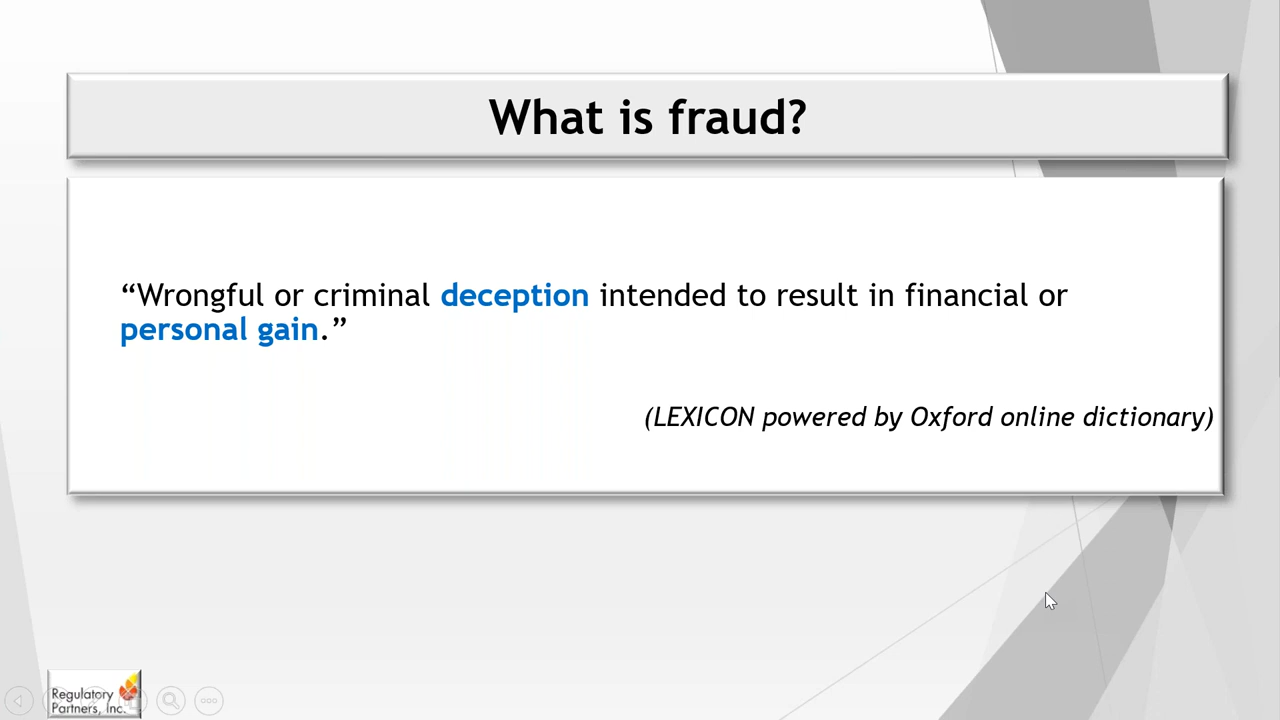 What is fraud?
“Wrongful or criminal deception intended to result in financial or
personal gain.”
(LEXICON powered by Oxford online dictionary)
Regulatory
Partners, Inc.